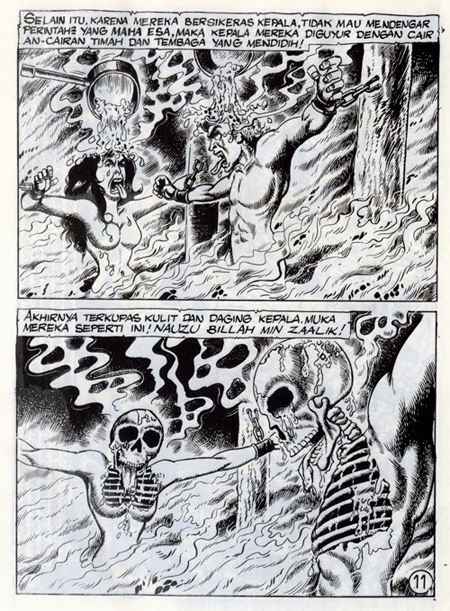 SELAIN ITU, KARENA MEREKA BERSIKERAS KEPALA, TIDAK MAU MENDENGAR
PERINTAH2 YANG MAHA ESA, MAKA KEPALA MEREKA DIGUYUR DENGAN CAIR
AN-CAIRAN TIMAH DAN TEMBAGA YANG MENDIDIH!
AKHIRNYA TERKUPAS KULIT DAN DAGING KEPALA, MUKA
MEREKA SEPERTI INI! NAUZU BILLAH MIN ZAALIK!
11